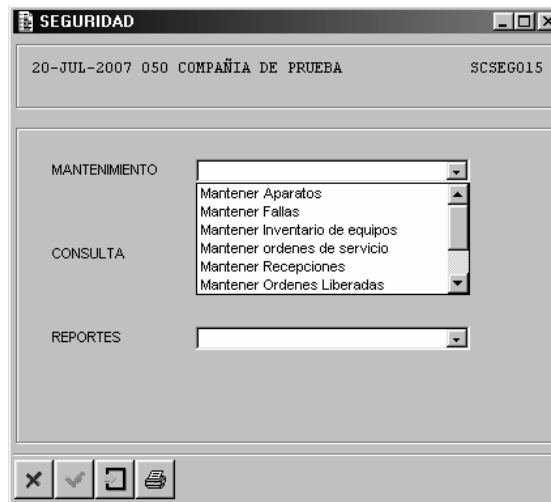 SEGURIDAD
20-JUL-2007 050 COMPAÑIA DE PRUEBA SCSEG015
MANTENIMIENTO
Mantener Aparatos
Mantener Fallas
Mantener Inventario de equipos
Mantener ordenes de servicio
Mantener Recepciones
Mantener Ordenes Liberadas
CONSULTA
REPORTES